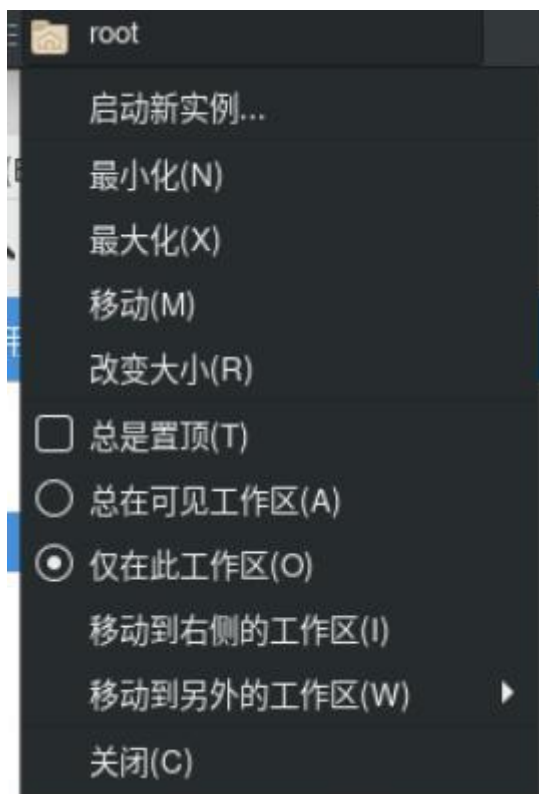 root
启动新实例...
最小化(N)
最大化(X)
移动(M)
改变大小(R)
总是置顶(T)
总在可见工作区(A)
仅在此工作区(O)
移动到右侧的工作区(I)
移动到另外的工作区(W)
关闭(C)